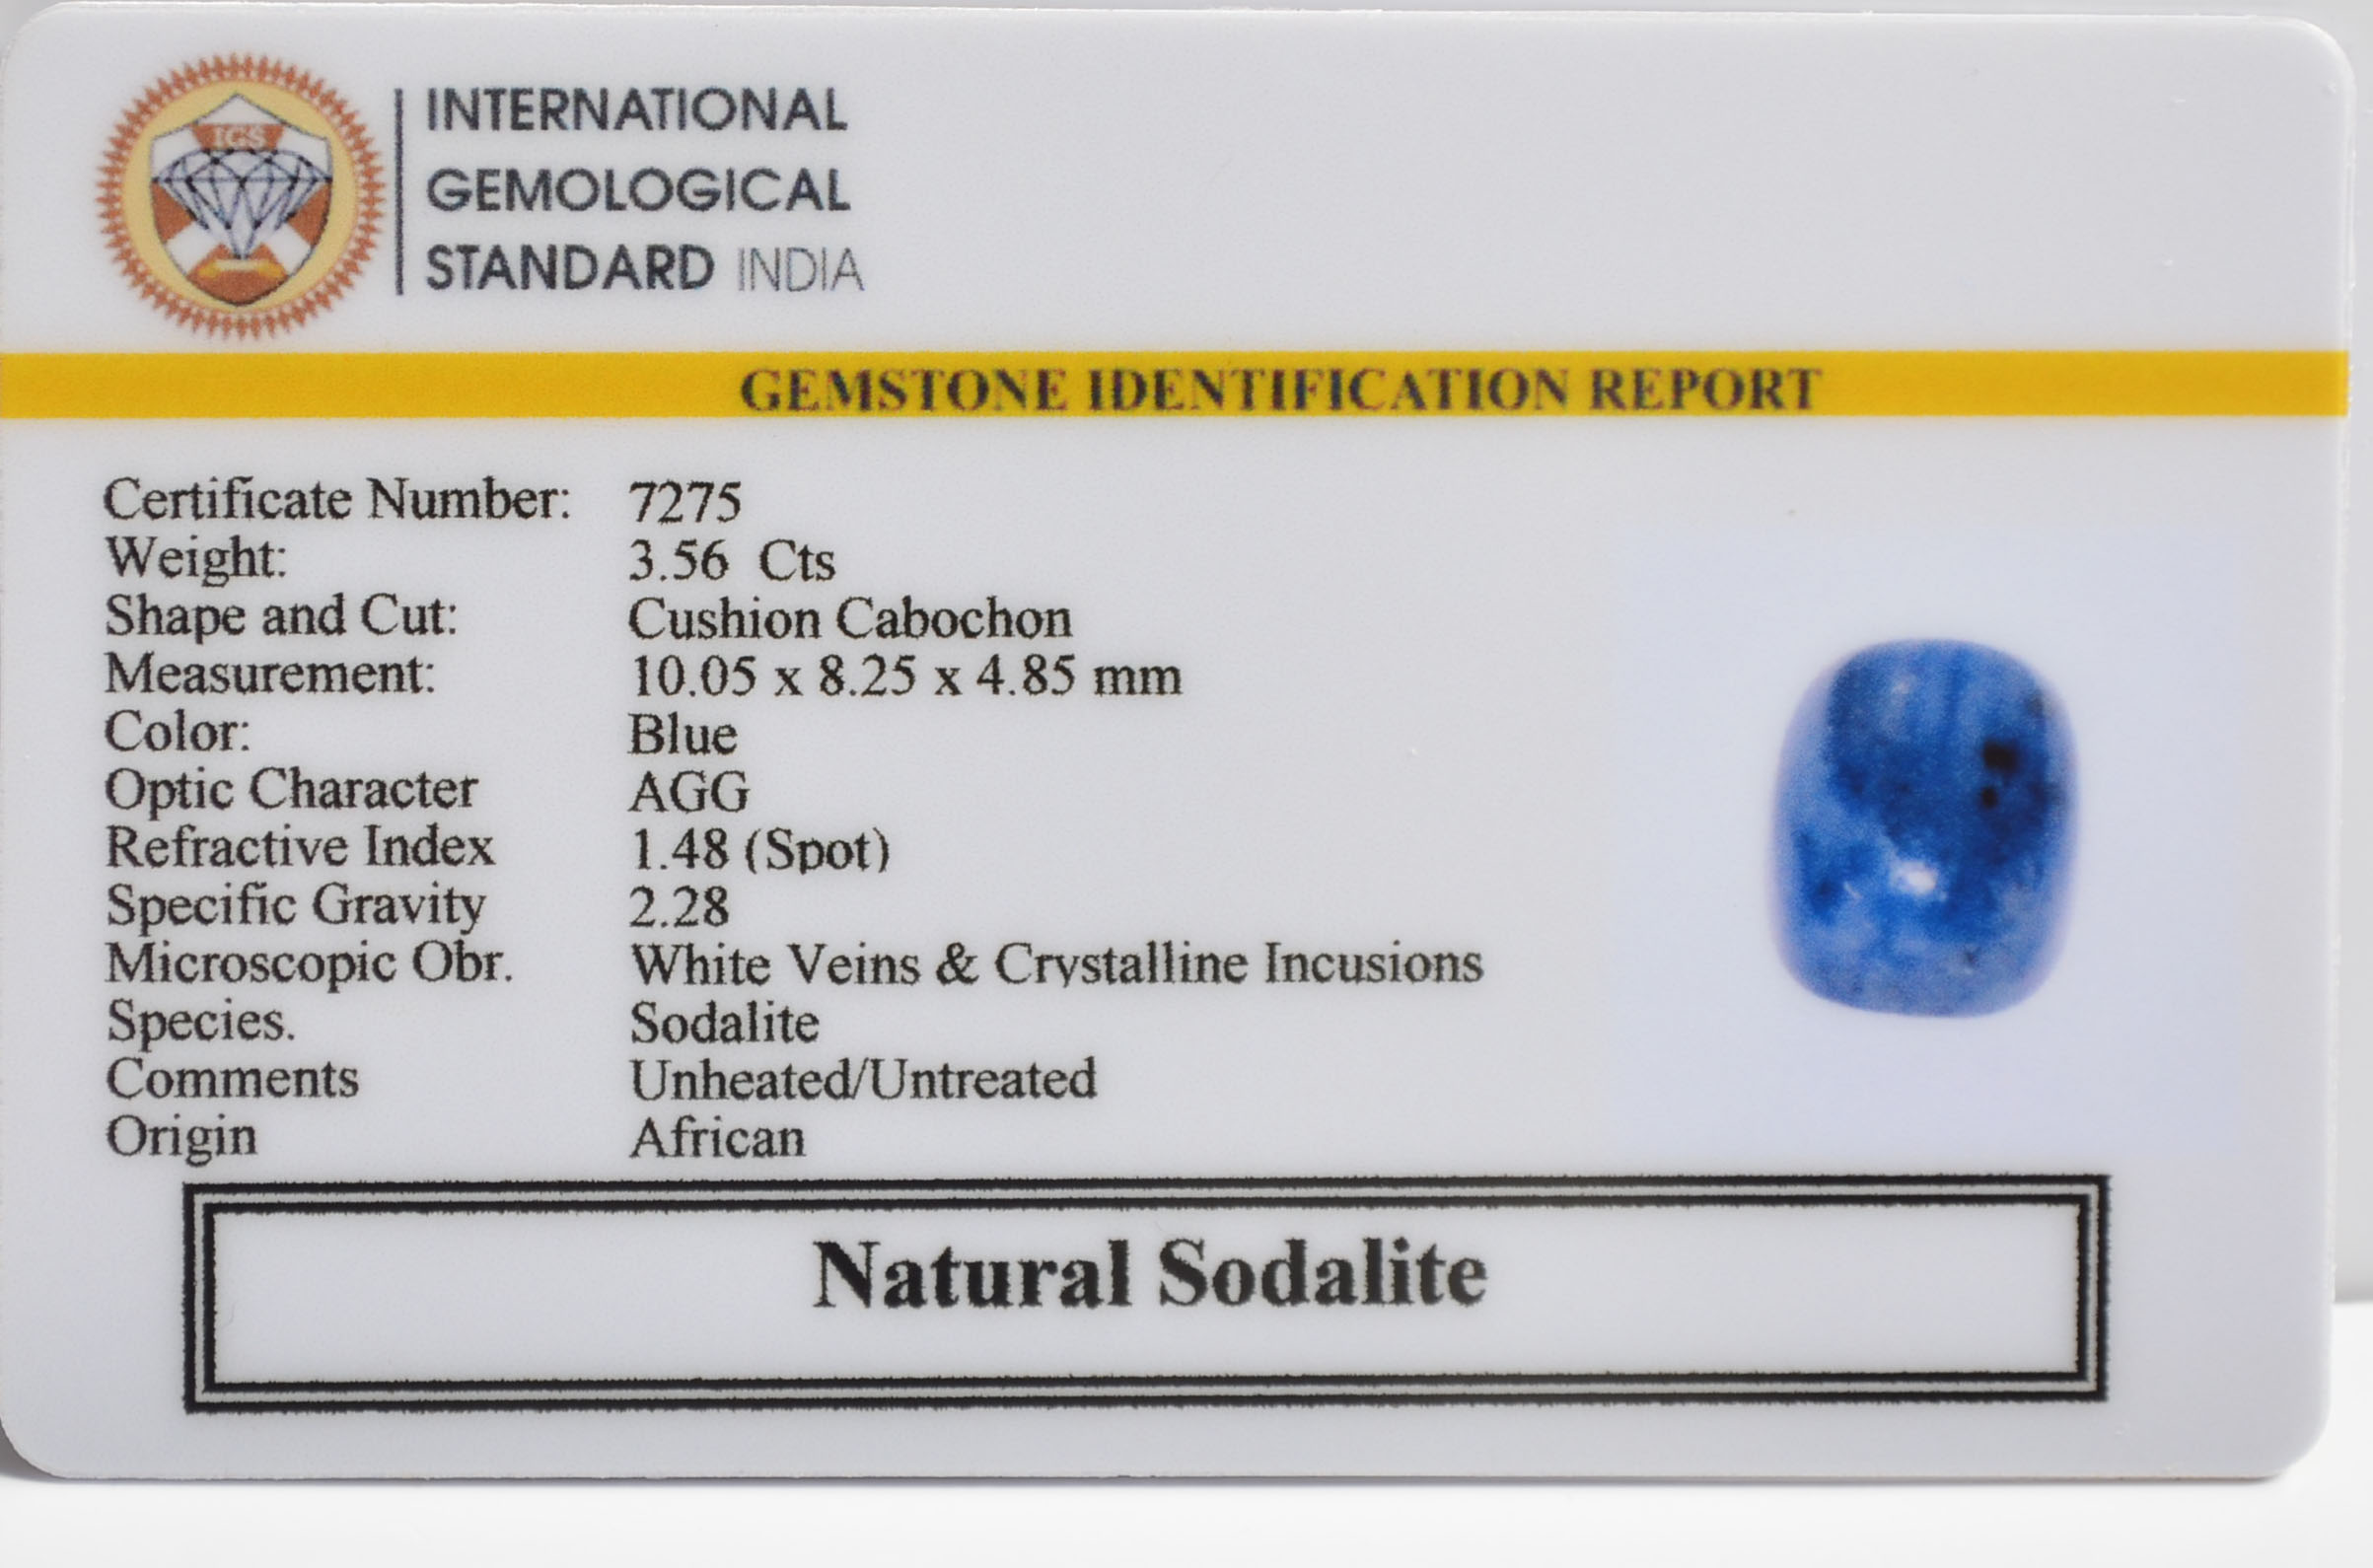 IGS
INTERNATIONAL
GEMOLOGICAL
STANDARD INDIA
GEMSTONE IDENTIFICATION REPORT
Certificate Number: 7275
Weight: 3.56 Cts
Shape and Cut: Cushion Cabochon
Measurement: 10.05 x 8.25 x 4.85 mm
Color: Blue
Optic Character AGG
Refractive Index 1.48 (Spot)
Specific Gravity 2.28
Microscopic Obr. White Veins & Crystalline Incusions
Species. Sodalite
Comments Unheated/Untreated
Origin African
Natural Sodalite